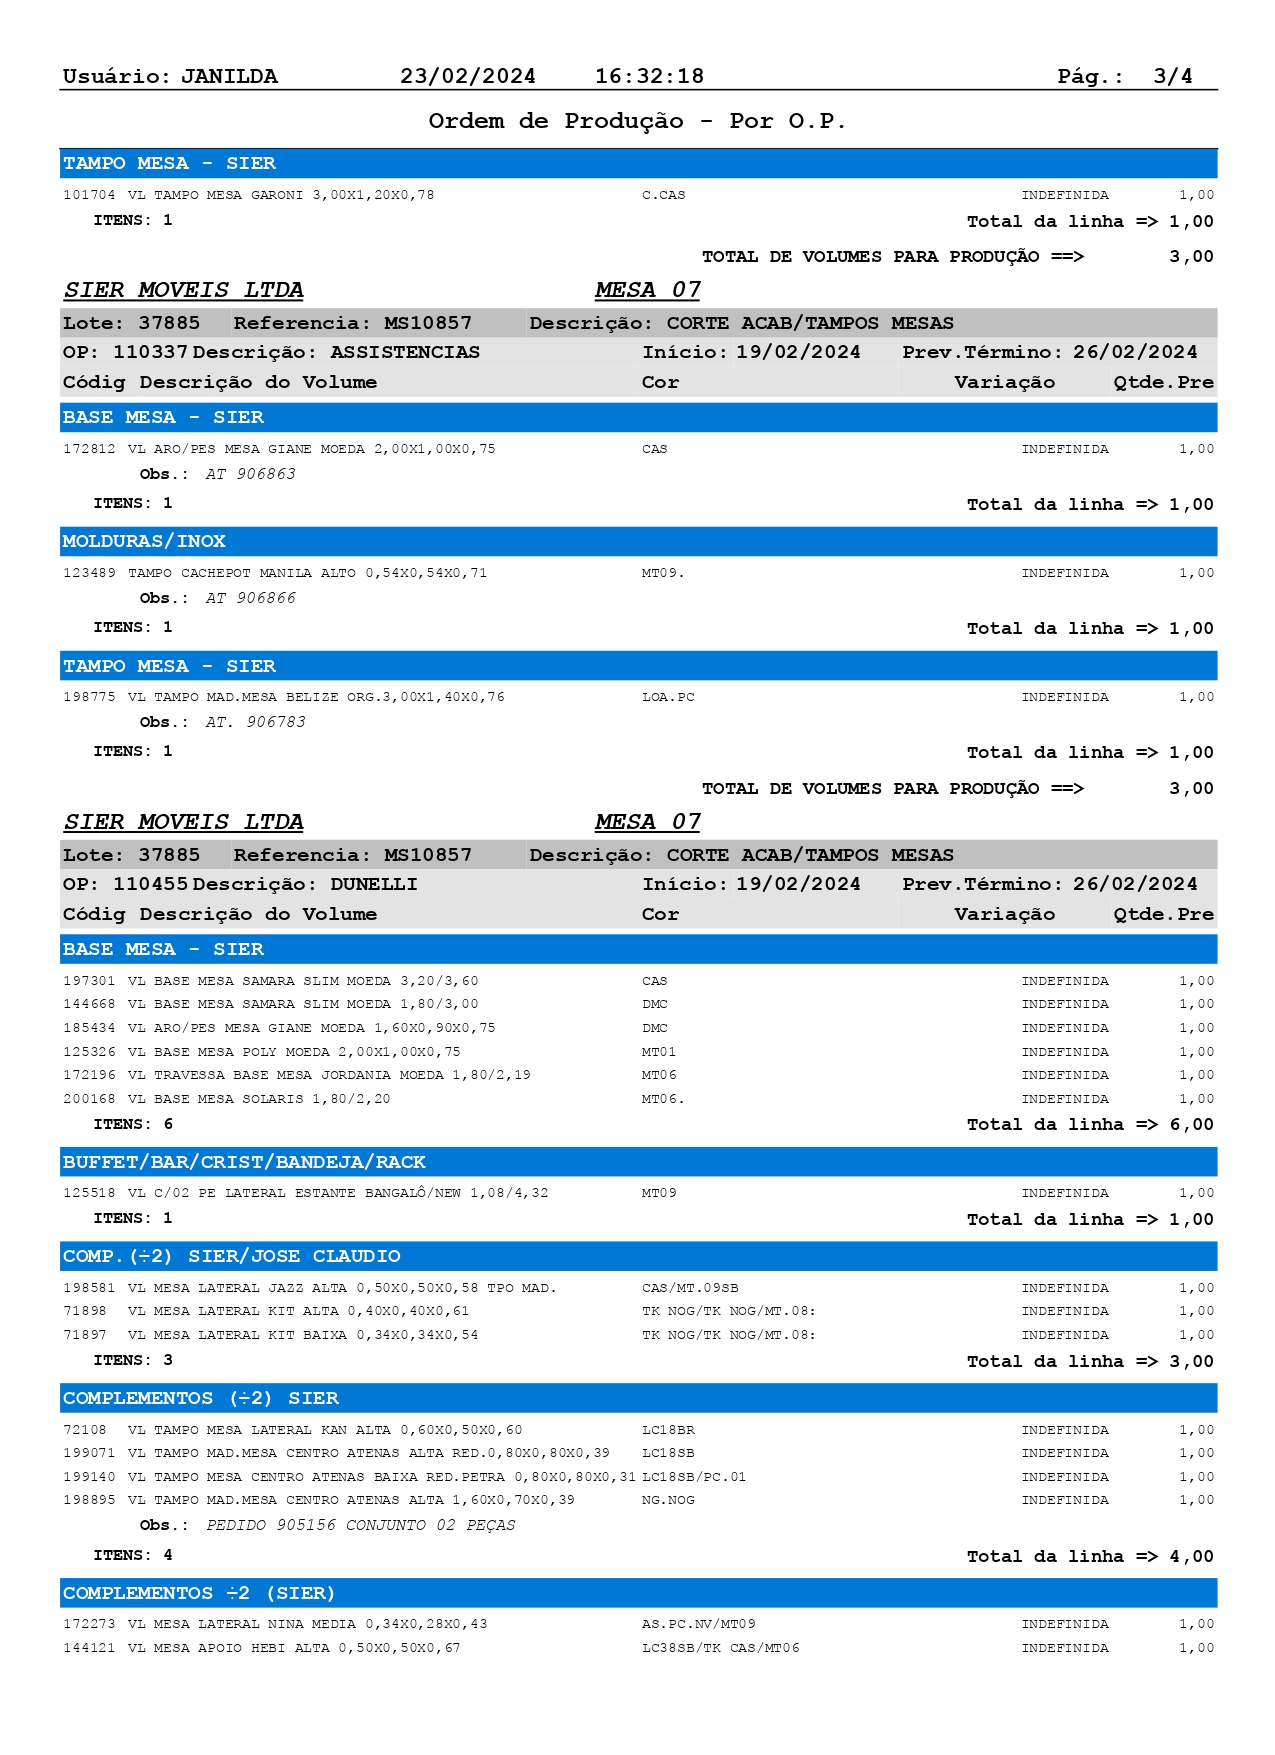 Usuário: JANILDA 23/02/2024 16:32:18 Pág.: 3/4
Ordem de Produção - Por O.P.
TAMPO MESA - SIER
101704 VL TAMPO MESA GARONI 3,00X1,20X0,78 C.CAS INDEFINIDA 1,00
ITENS: 1 Total da linha => 1,00
TOTAL DE VOLUMES PARA PRODUÇÃO ==> 3,00
SIER MOVEIS LTDA MESA 07
Lote: 37885 Referencia: MS10857 Descrição: CORTE ACAB/TAMPOS MESAS
OP: 110337 Descrição: ASSISTENCIAS Início: 19/02/2024 Prev.Término: 26/02/2024
Códig Descrição do Volume Cor Variação Qtde.Pre
BASE MESA - SIER
172812 VL ARO/PES MESA GIANE MOEDA 2,00X1,00X0,75 CAS INDEFINIDA 1,00
Obs.: AT 906863
ITENS: 1 Total da linha => 1,00
MOLDURAS/INOX
123489 TAMPO CACHEPOT MANILA ALTO 0,54X0,54X0,71 MT09. INDEFINIDA 1,00
Obs.: AT 906866
ITENS: 1 Total da linha => 1,00
TAMPO MESA - SIER
198775 VL TAMPO MAD.MESA BELIZE ORG.3,00X1,40X0,76 LOA.PC INDEFINIDA 1,00
Obs.: AT. 906783
ITENS: 1 Total da linha => 1,00
TOTAL DE VOLUMES PARA PRODUÇÃO ==> 3,00
SIER MOVEIS LTDA MESA 07
Lote: 37885 Referencia: MS10857 Descrição: CORTE ACAB/TAMPOS MESAS
OP: 110455 Descrição: DUNELLI Início: 19/02/2024 Prev.Término: 26/02/2024
Códig Descrição do Volume Cor Variação Qtde.Pre
BASE MESA - SIER
197301 VL BASE MESA SAMARA SLIM MOEDA 3,20/3,60 CAS INDEFINIDA 1,00
144668 VL BASE MESA SAMARA SLIM MOEDA 1,80/3,00 DMC INDEFINIDA 1,00
185434 VL ARO/PES MESA GIANE MOEDA 1,60X0,90X0,75 DMC INDEFINIDA 1,00
125326 VL BASE MESA POLY MOEDA 2,00X1,00X0,75 MT01 INDEFINIDA 1,00
172196 VL TRAVESSA BASE MESA JORDANIA MOEDA 1,80/2,19 MT06 INDEFINIDA 1,00
200168 VL BASE MESA SOLARIS 1,80/2,20 MT06. INDEFINIDA 1,00
ITENS: 6 Total da linha => 6,00
BUFFET/BAR/CRIST/BANDEJA/RACK
125518 VL C/02 PE LATERAL ESTANTE BANGALÔ/NEW 1,08/4,32 MT09 INDEFINIDA 1,00
ITENS: 1 Total da linha => 1,00
COMP.(÷2) SIER/JOSE CLAUDIO
198581 VL MESA LATERAL JAZZ ALTA 0,50X0,50X0,58 TPO MAD. CAS/MT.09SB INDEFINIDA 1,00
71898 VL MESA LATERAL KIT ALTA 0,40X0,40X0,61 TK NOG/TK NOG/MT.08: INDEFINIDA 1,00
71897 VL MESA LATERAL KIT BAIXA 0,34X0,34X0,54 TK NOG/TK NOG/MT.08: INDEFINIDA 1,00
ITENS: 3 Total da linha => 3,00
COMPLEMENTOS (÷2) SIER
72108 VL TAMPO MESA LATERAL KAN ALTA 0,60X0,50X0,60 LC18BR INDEFINIDA 1,00
199071 VL TAMPO MAD.MESA CENTRO ATENAS ALTA RED.0,80X0,80X0,39 LC18SB INDEFINIDA 1,00
199140 VL TAMPO MESA CENTRO ATENAS BAIXA RED.PETRA 0,80X0,80X0,31 LC18SB/PC.01 INDEFINIDA 1,00
198895 VL TAMPO MAD.MESA CENTRO ATENAS ALTA 1,60X0,70X0,39 NG.NOG INDEFINIDA 1,00
Obs.: PEDIDO 905156 CONJUNTO 02 PEÇAS
ITENS: 4 Total da linha => 4,00
COMPLEMENTOS ÷2 (SIER)
172273 VL MESA LATERAL NINA MEDIA 0,34X0,28X0,43 AS.PC.NV/MT09 INDEFINIDA 1,00
144121 VL MESA APOIO HEBI ALTA 0,50X0,50X0,67 LC38SB/TK CAS/MT06 INDEFINIDA 1,00